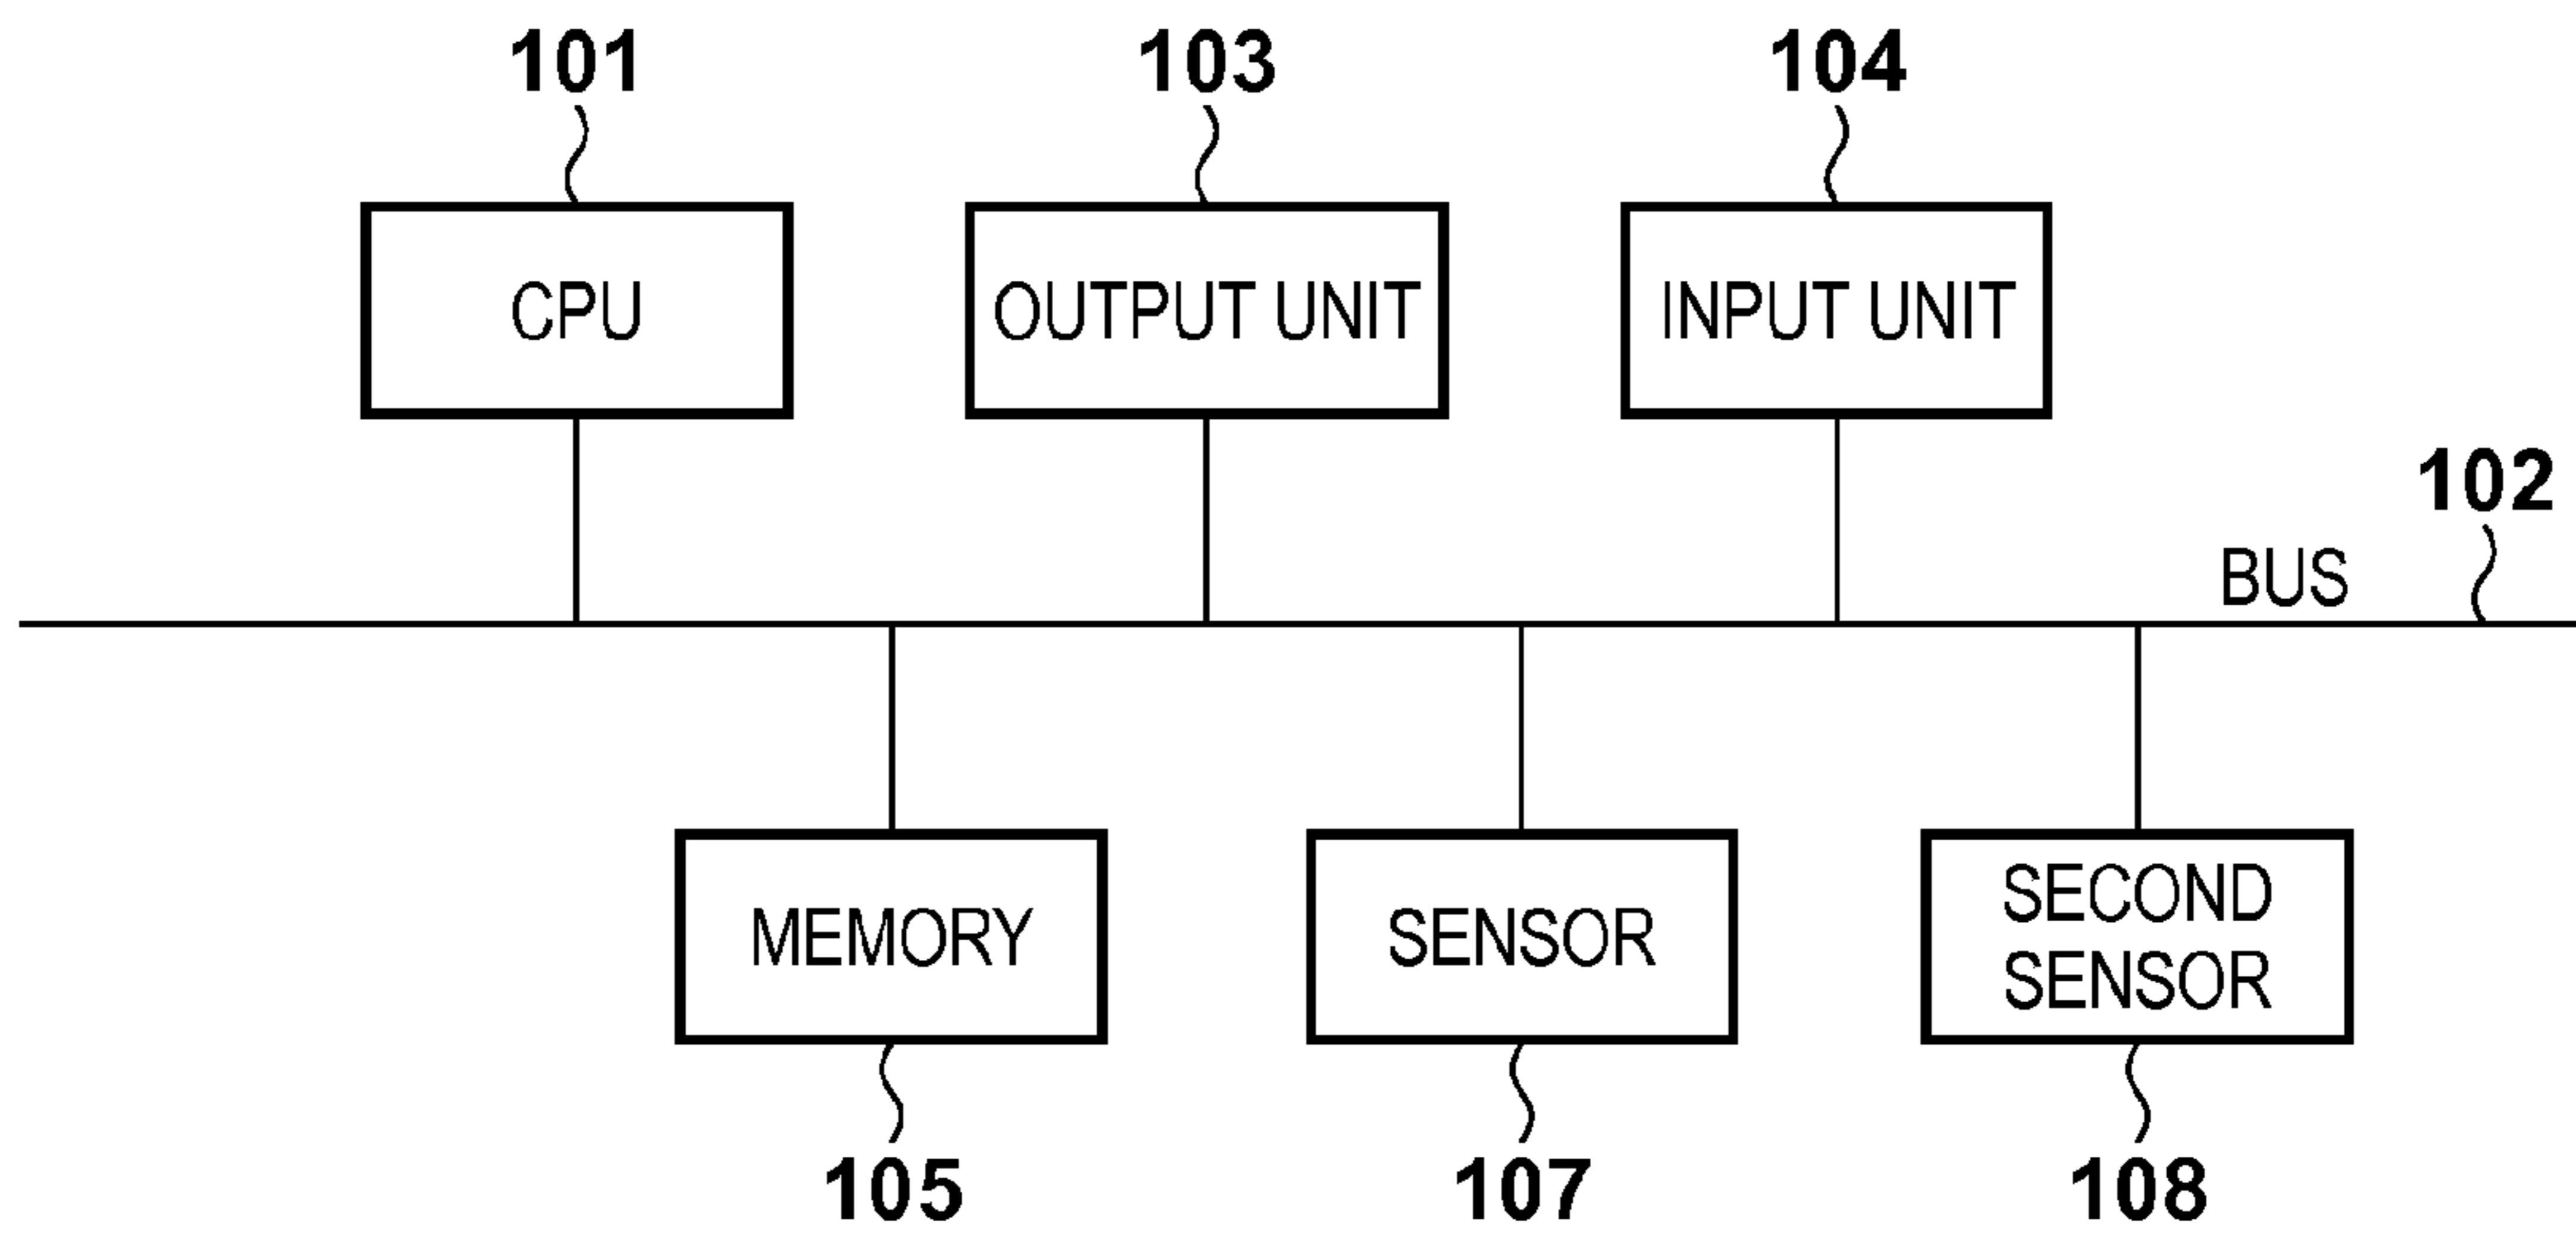 101
103
104
CPU
OUTPUT UNIT
INPUT UNIT
102
BUS
MEMORY
SENSOR
SECOND
SENSOR
105
107
108